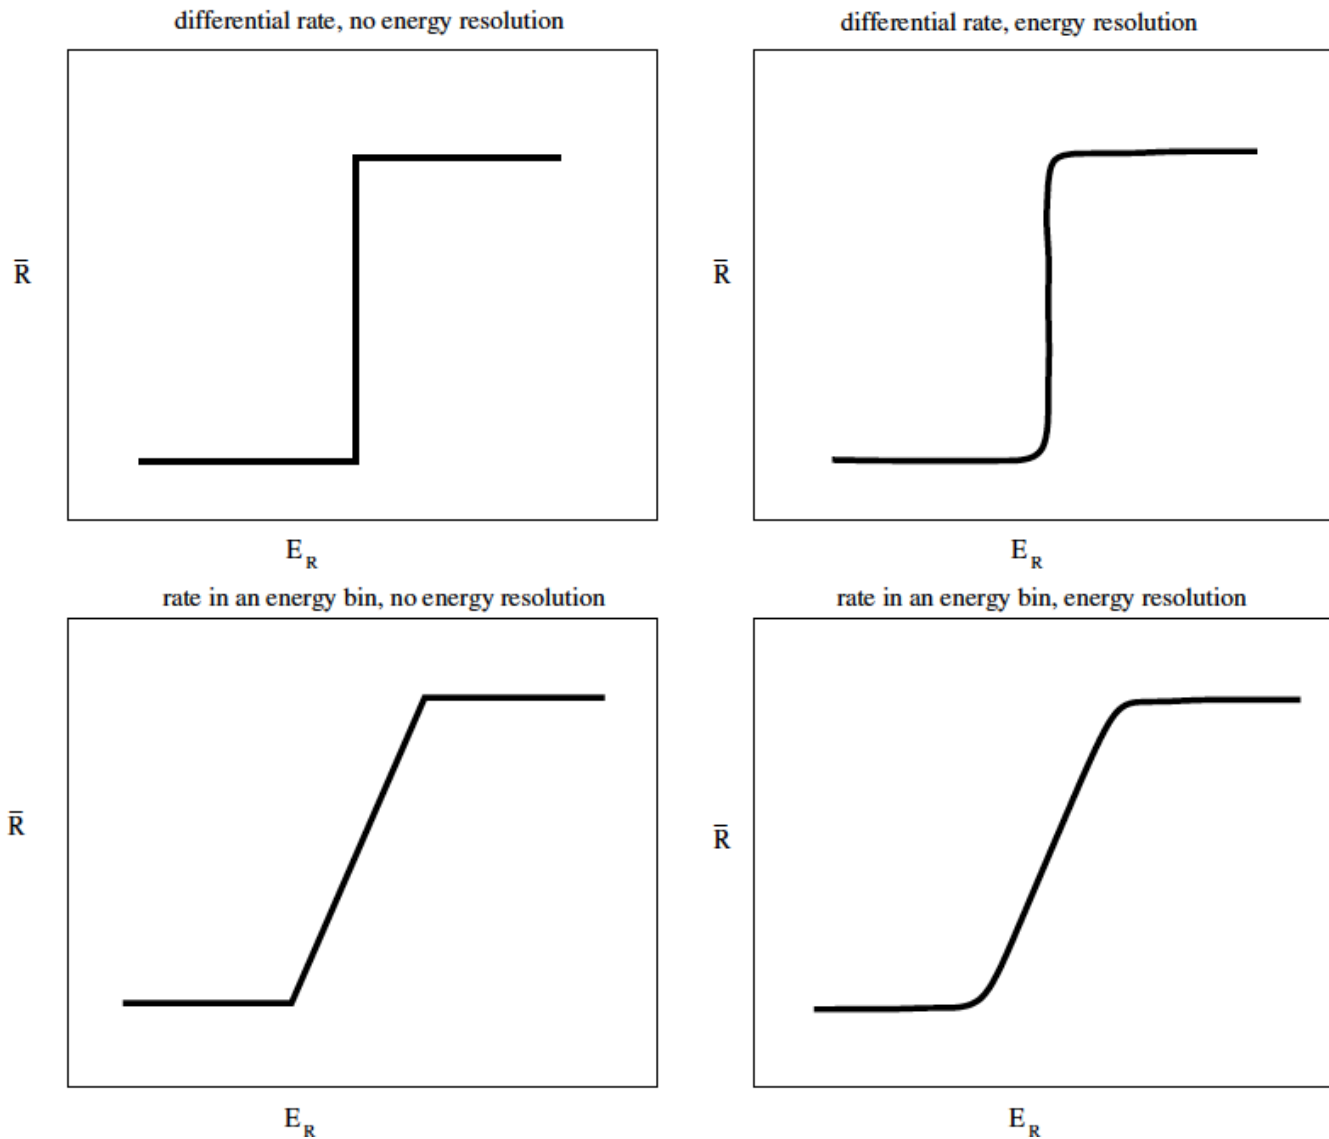 differential rate, no energy resolution
differential rate, energy resolution
R̄
R̄
E_R
E_R
rate in an energy bin, no energy resolution
rate in an energy bin, energy resolution
R̄
R̄
E_R
E_R